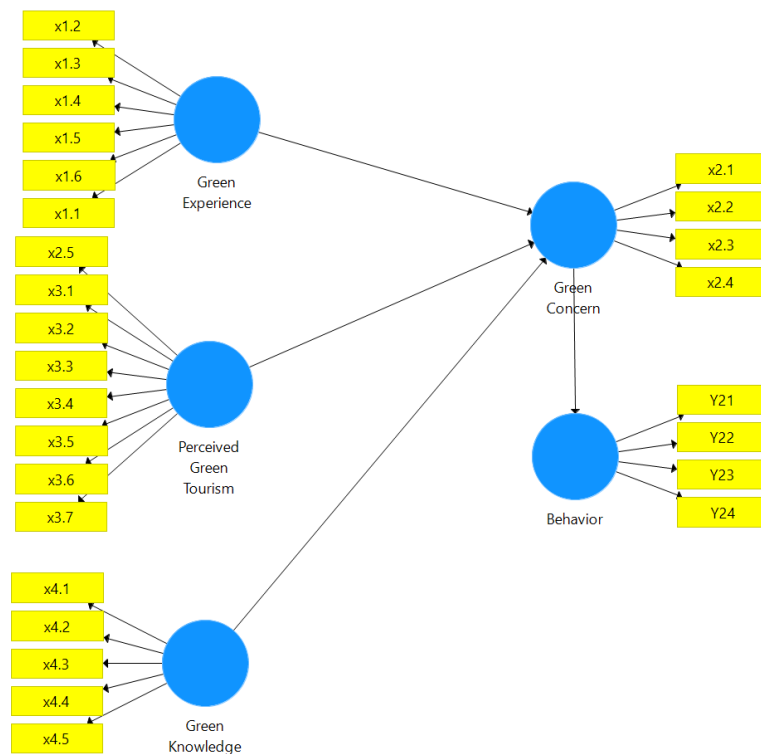 x1.2
x1.3
x1.4
x1.5
x1.6
x1.1
Green
Experience
x2.5
x3.1
x3.2
x3.3
x3.4
x3.5
x3.6
x3.7
Perceived
Green
Tourism
x4.1
x4.2
x4.3
x4.4
x4.5
Green
Knowledge
Green
Concern
x2.1
x2.2
x2.3
x2.4
Behavior
Y21
Y22
Y23
Y24